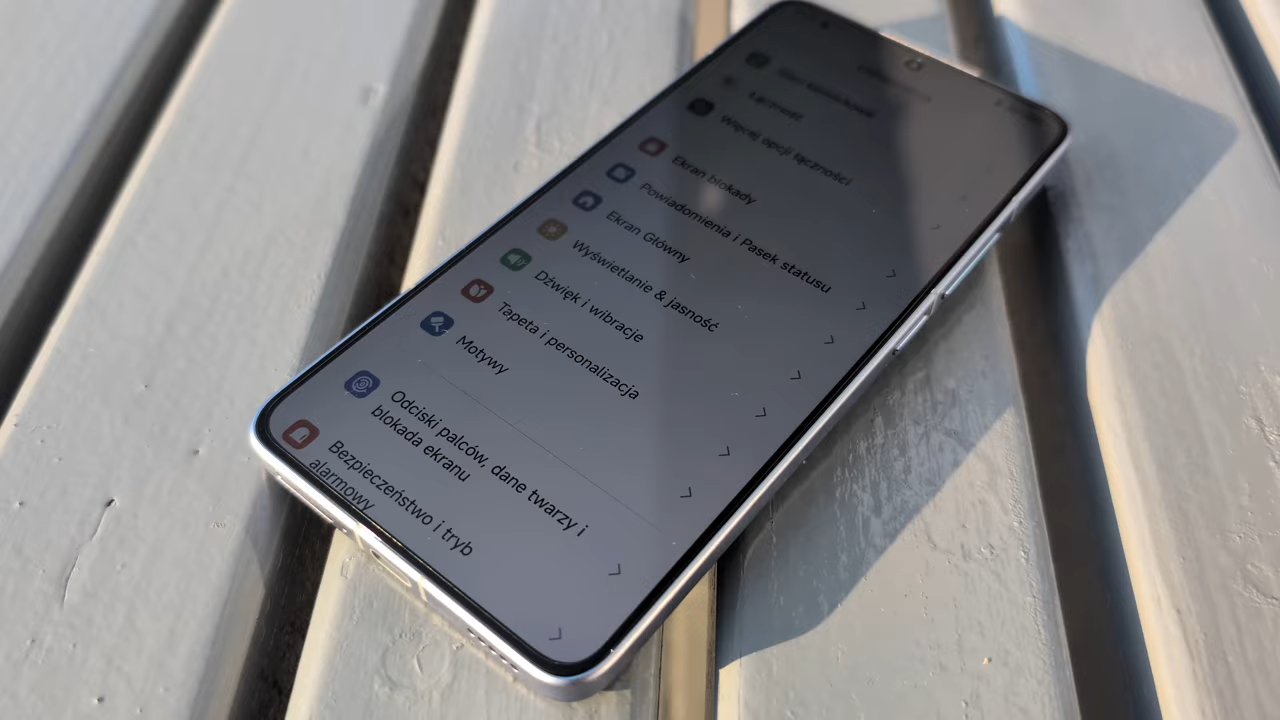 Więcej opcji łączności
Ekran blokady
Powiadomienia i Pasek statusu
Ekran Główny
Wyświetlanie & jasność
Dźwięk i wibracje
Tapeta i personalizacja
Motywy
Odciski palców, dane twarzy i
blokada ekranu
Bezpieczeństwo i tryb
alarmowy